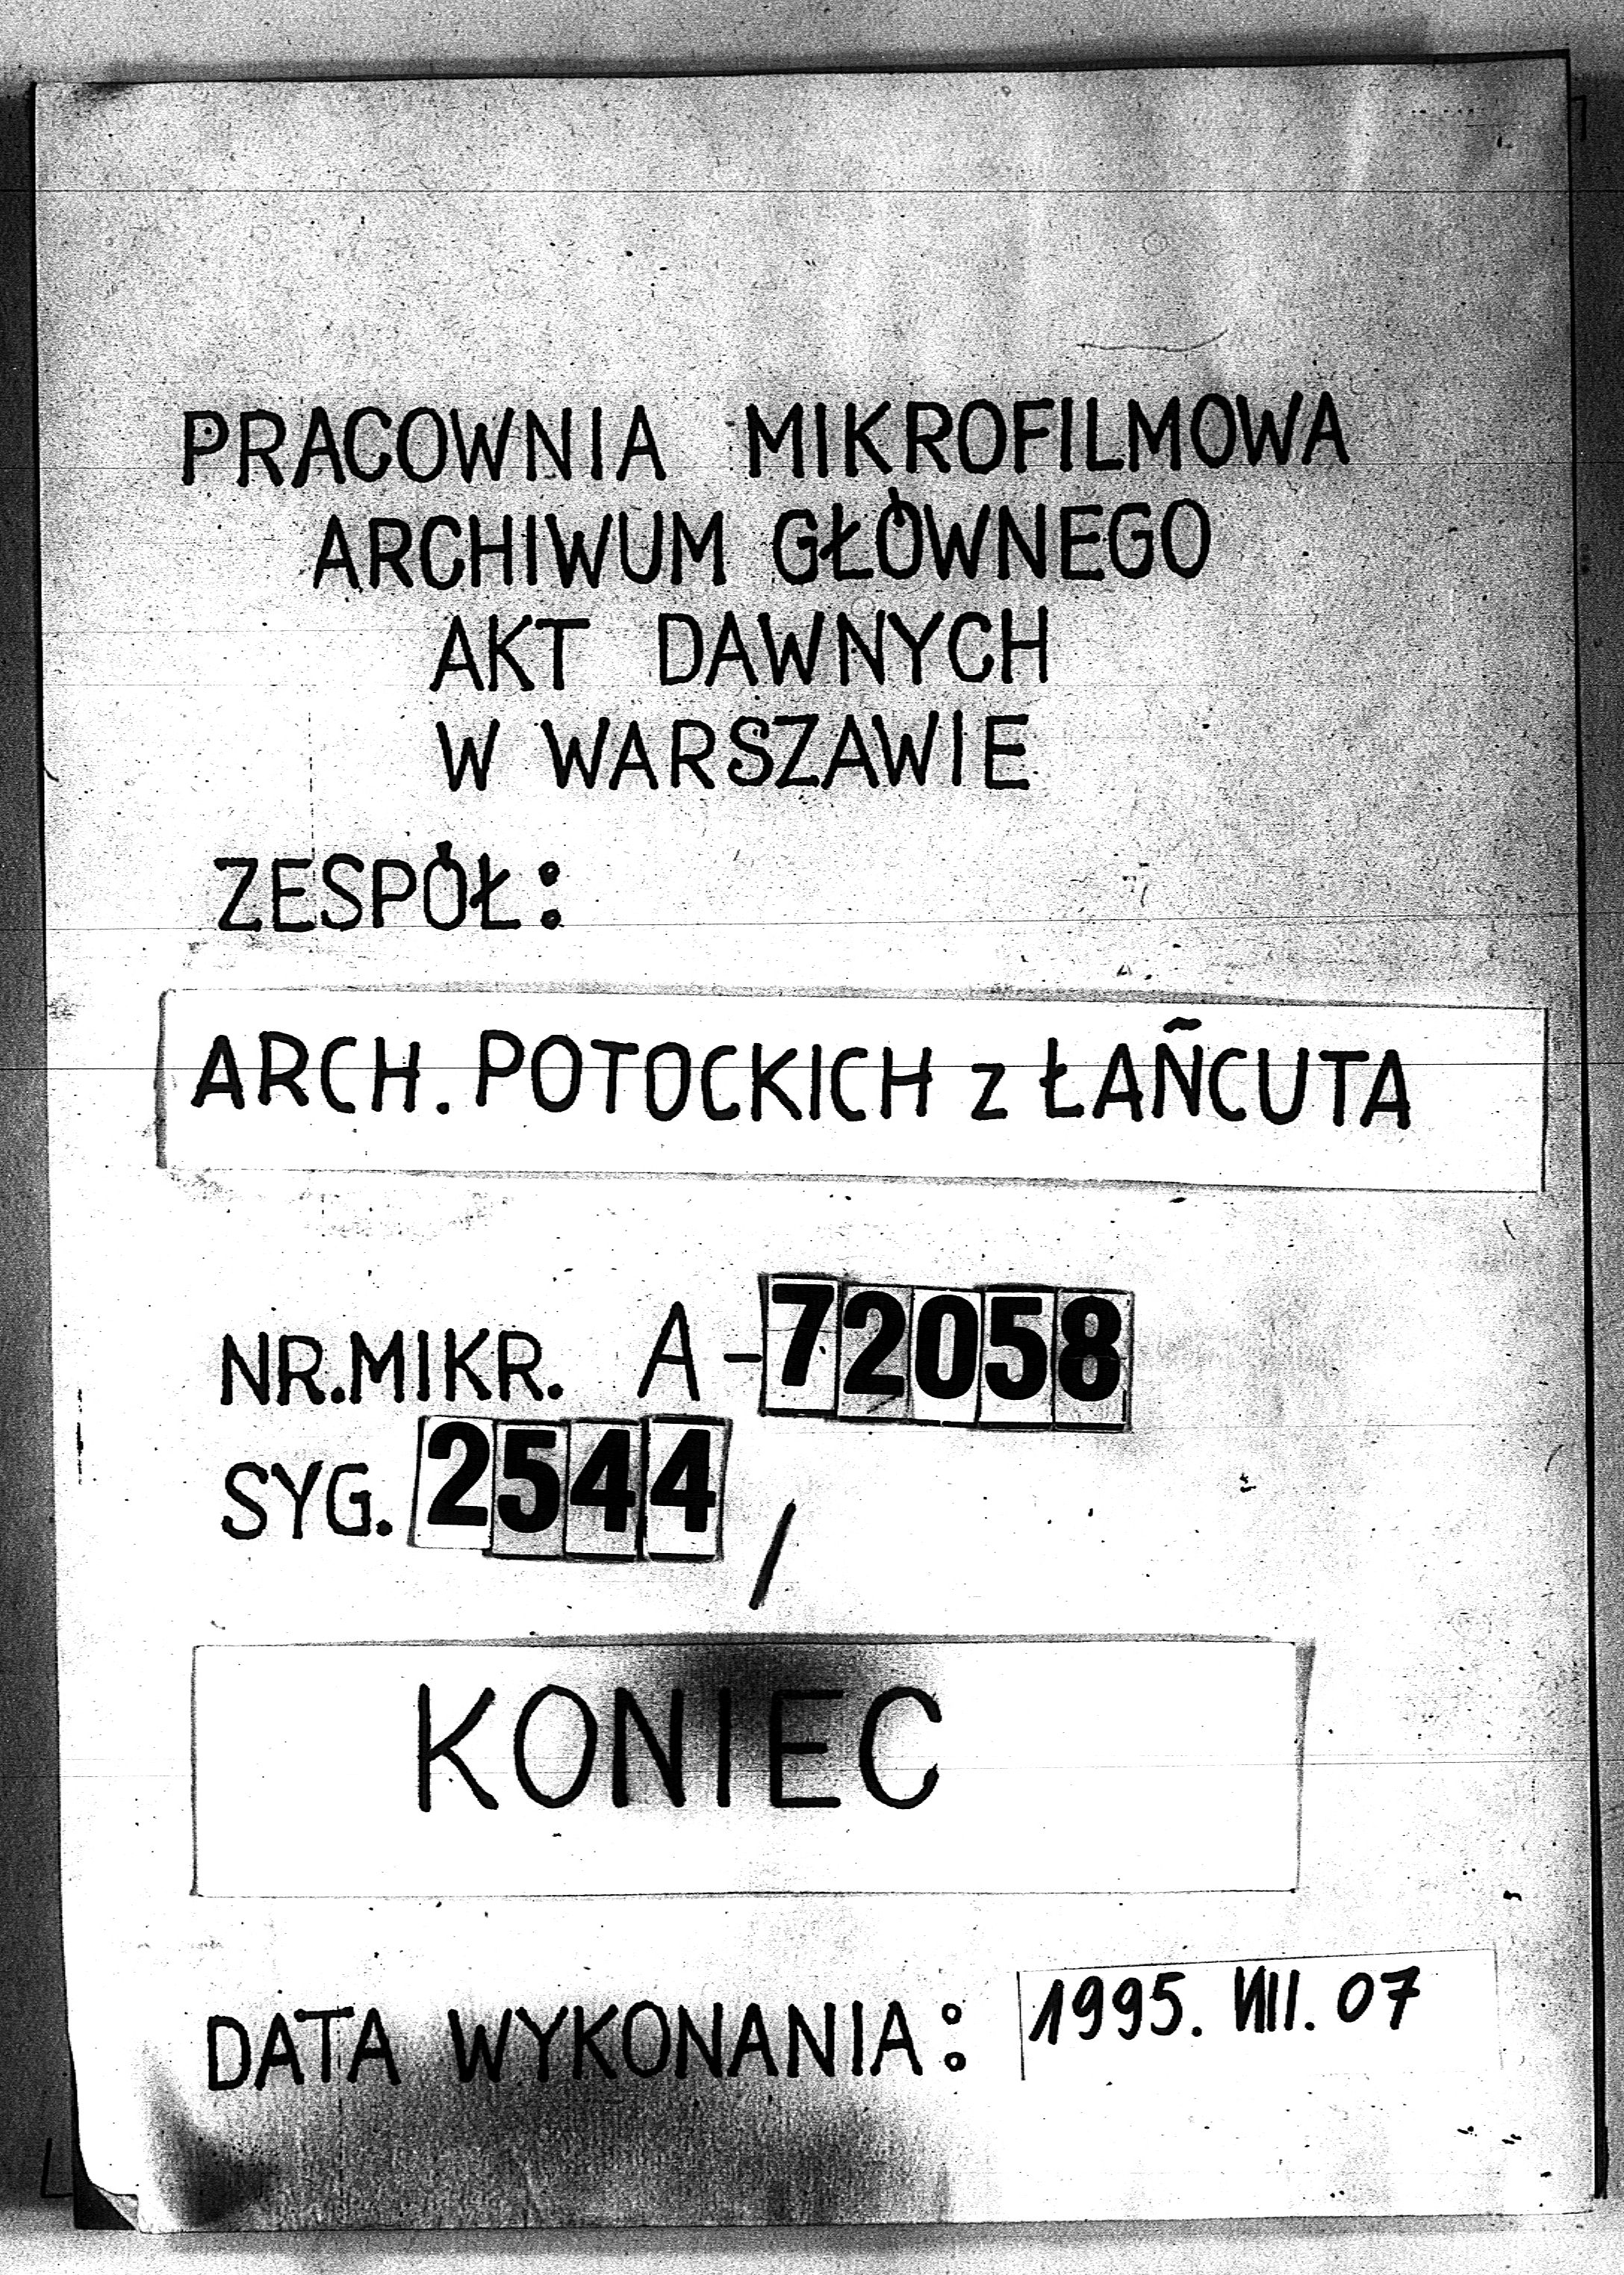 PRACOWNIA MIKROFILMOWA
ARCHIWUM GŁÓWNEGO
AKT DAWNYCH
W WARSZAWIE
ZESPÓŁ:
ARCH. POTOCKICH z ŁAŃCUTA
NR.MIKR. A-72058
SYG. 2544/
KONIEC
DATA WYKONANIA: 1995. VIII. 07